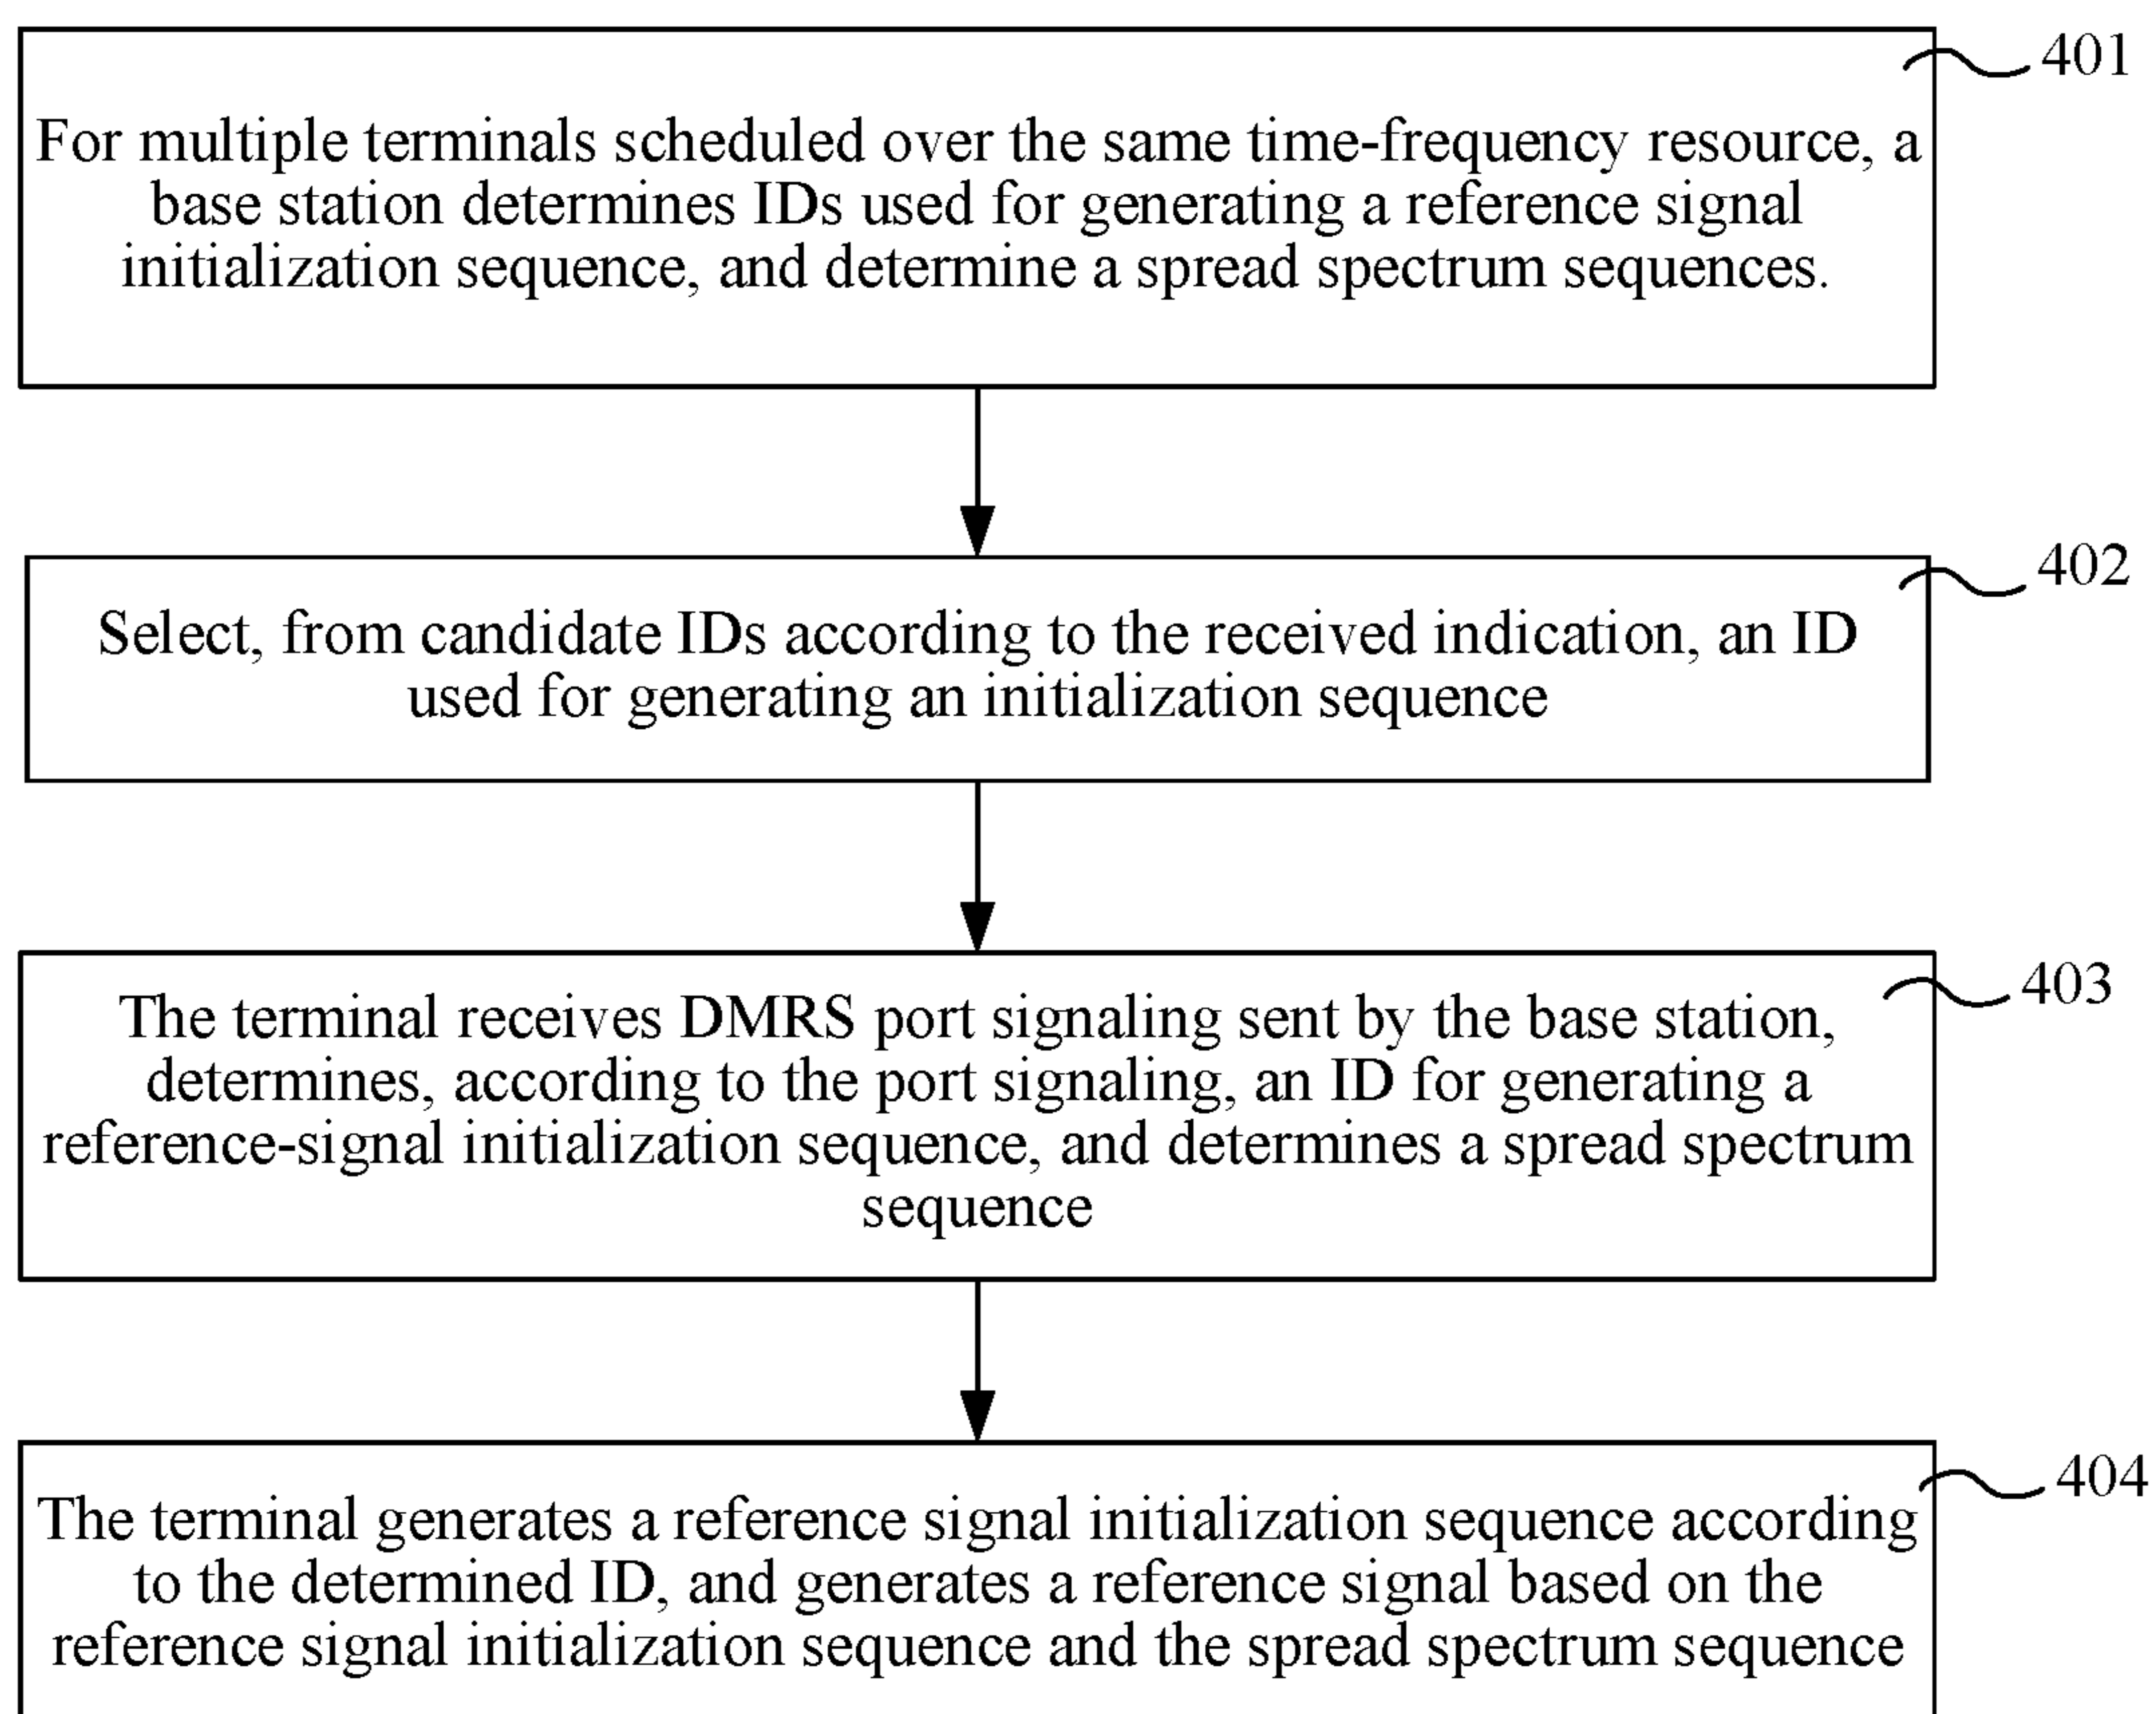 401
For multiple terminals scheduled over the same time-frequency resource, a
base station determines IDs used for generating a reference signal
initialization sequence, and determine a spread spectrum sequences.
402
Select, from candidate IDs according to the received indication, an ID
used for generating an initialization sequence
403
The terminal receives DMRS port signaling sent by the base station,
determines, according to the port signaling, an ID for generating a
reference-signal initialization sequence, and determines a spread spectrum
sequence
404
The terminal generates a reference signal initialization sequence according
to the determined ID, and generates a reference signal based on the
reference signal initialization sequence and the spread spectrum sequence